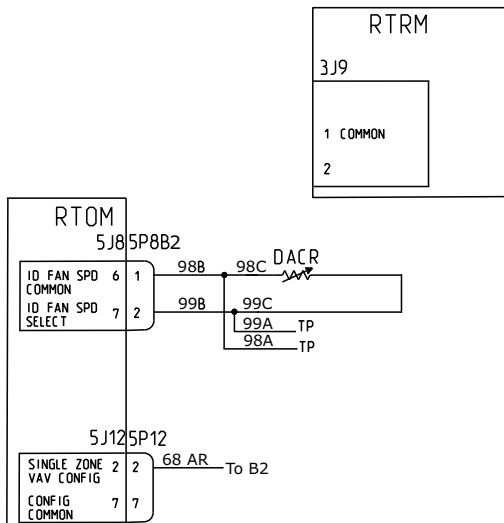 RTRM
3J9
1 COMMON
2
RTOM
5J8 5P8B2
ID FAN SPD COMMON 6 1
ID FAN SPD SELECT 7 2
98B 98C DACR
99B 99C
99A TP
98A TP
5J12 5P12
SINGLE ZONE VAV CONFIG 2 2
68 AR To B2
CONFIG COMMON 7 7